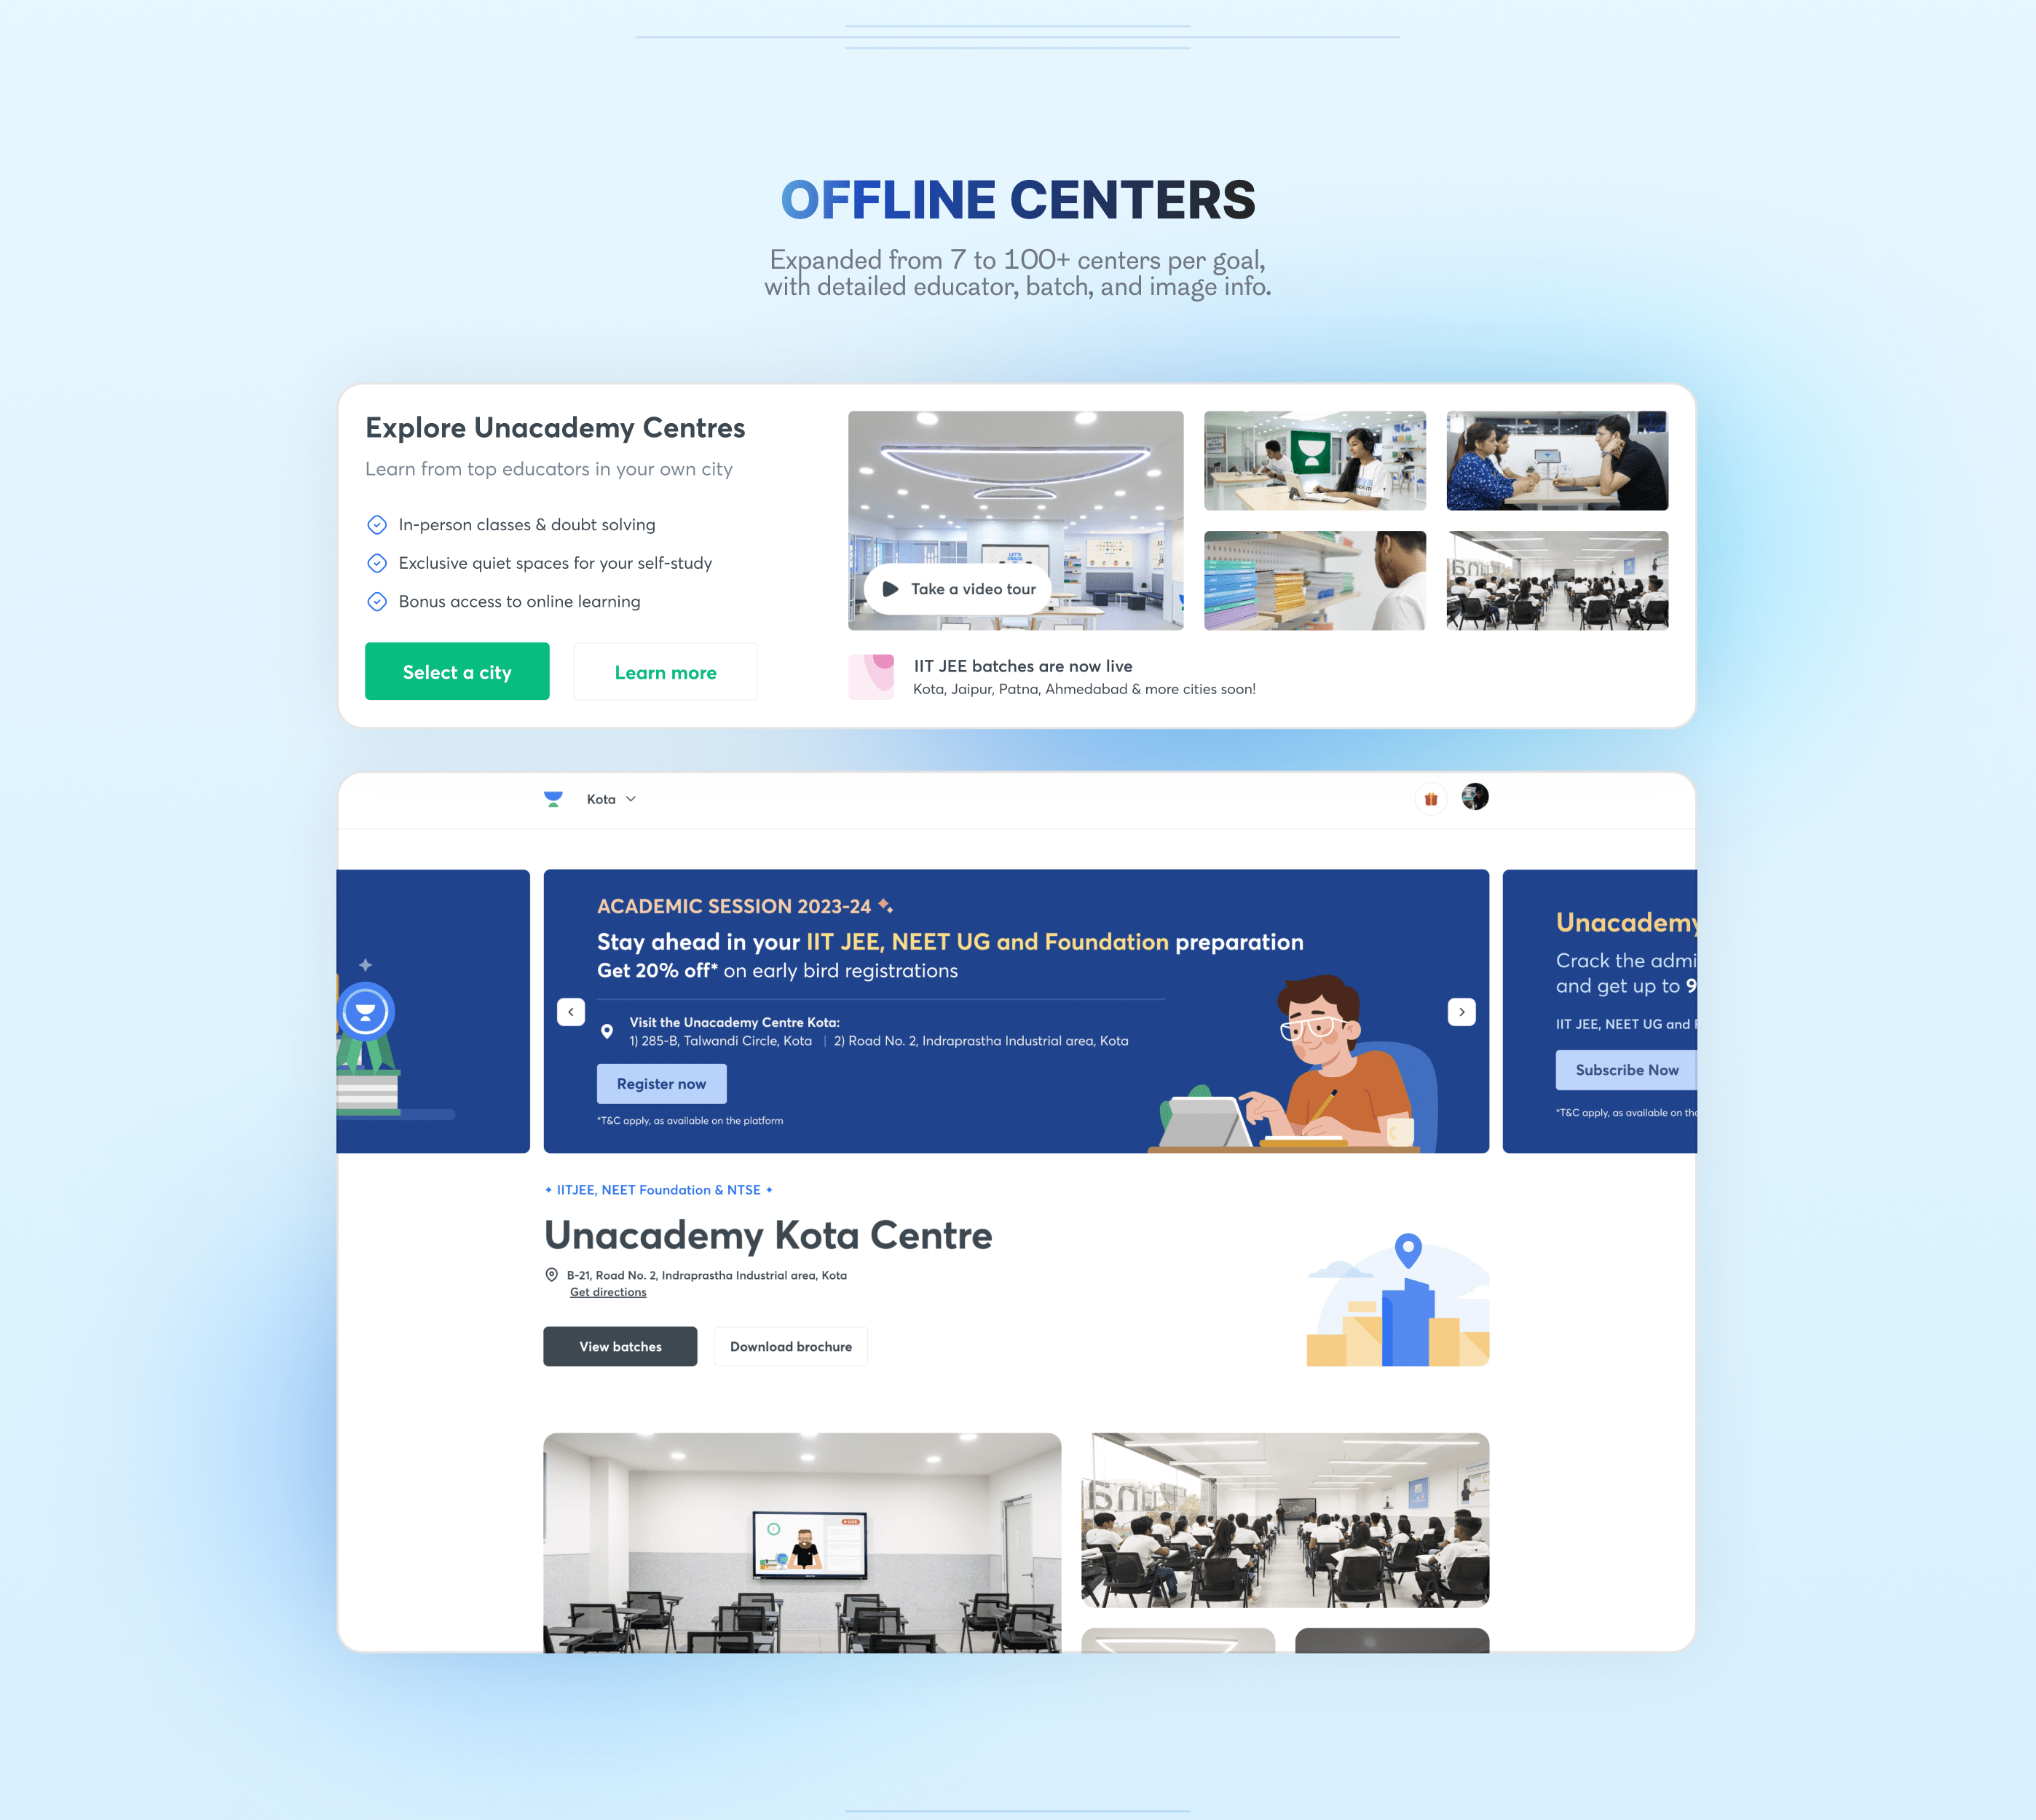 OFFLINE CENTERS
Expanded from 7 to 100+ centers per goal,
with detailed educator, batch, and image info.
Explore Unacademy Centres
Learn from top educators in your own city
In-person classes & doubt solving
Exclusive quiet spaces for your self-study
Bonus access to online learning
Select a city
Learn more
LET'S
CRACK
Take a video tour
IIT JEE batches are now live
Kota, Jaipur, Patna, Ahmedabad & more cities soon!
Kota
ACADEMIC SESSION 2023-24
Stay ahead in your IIT JEE, NEET UG and Foundation preparation
Get 20% off* on early bird registrations
Visit the Unacademy Centre Kota:
1) 285-B, Talwandi Circle, Kota | 2) Road No. 2, Indraprastha Industrial area, Kota
Register now
*T&C apply, as available on the platform
Unacademy
Crack the admi
and get up to 9
IIT JEE, NEET UG and F
Subscribe Now
*T&C apply, as available on the
IITJEE, NEET Foundation & NTSE
Unacademy Kota Centre
B-21, Road No. 2, Indraprastha Industrial area, Kota
Get directions
View batches
Download brochure
LIVE
una